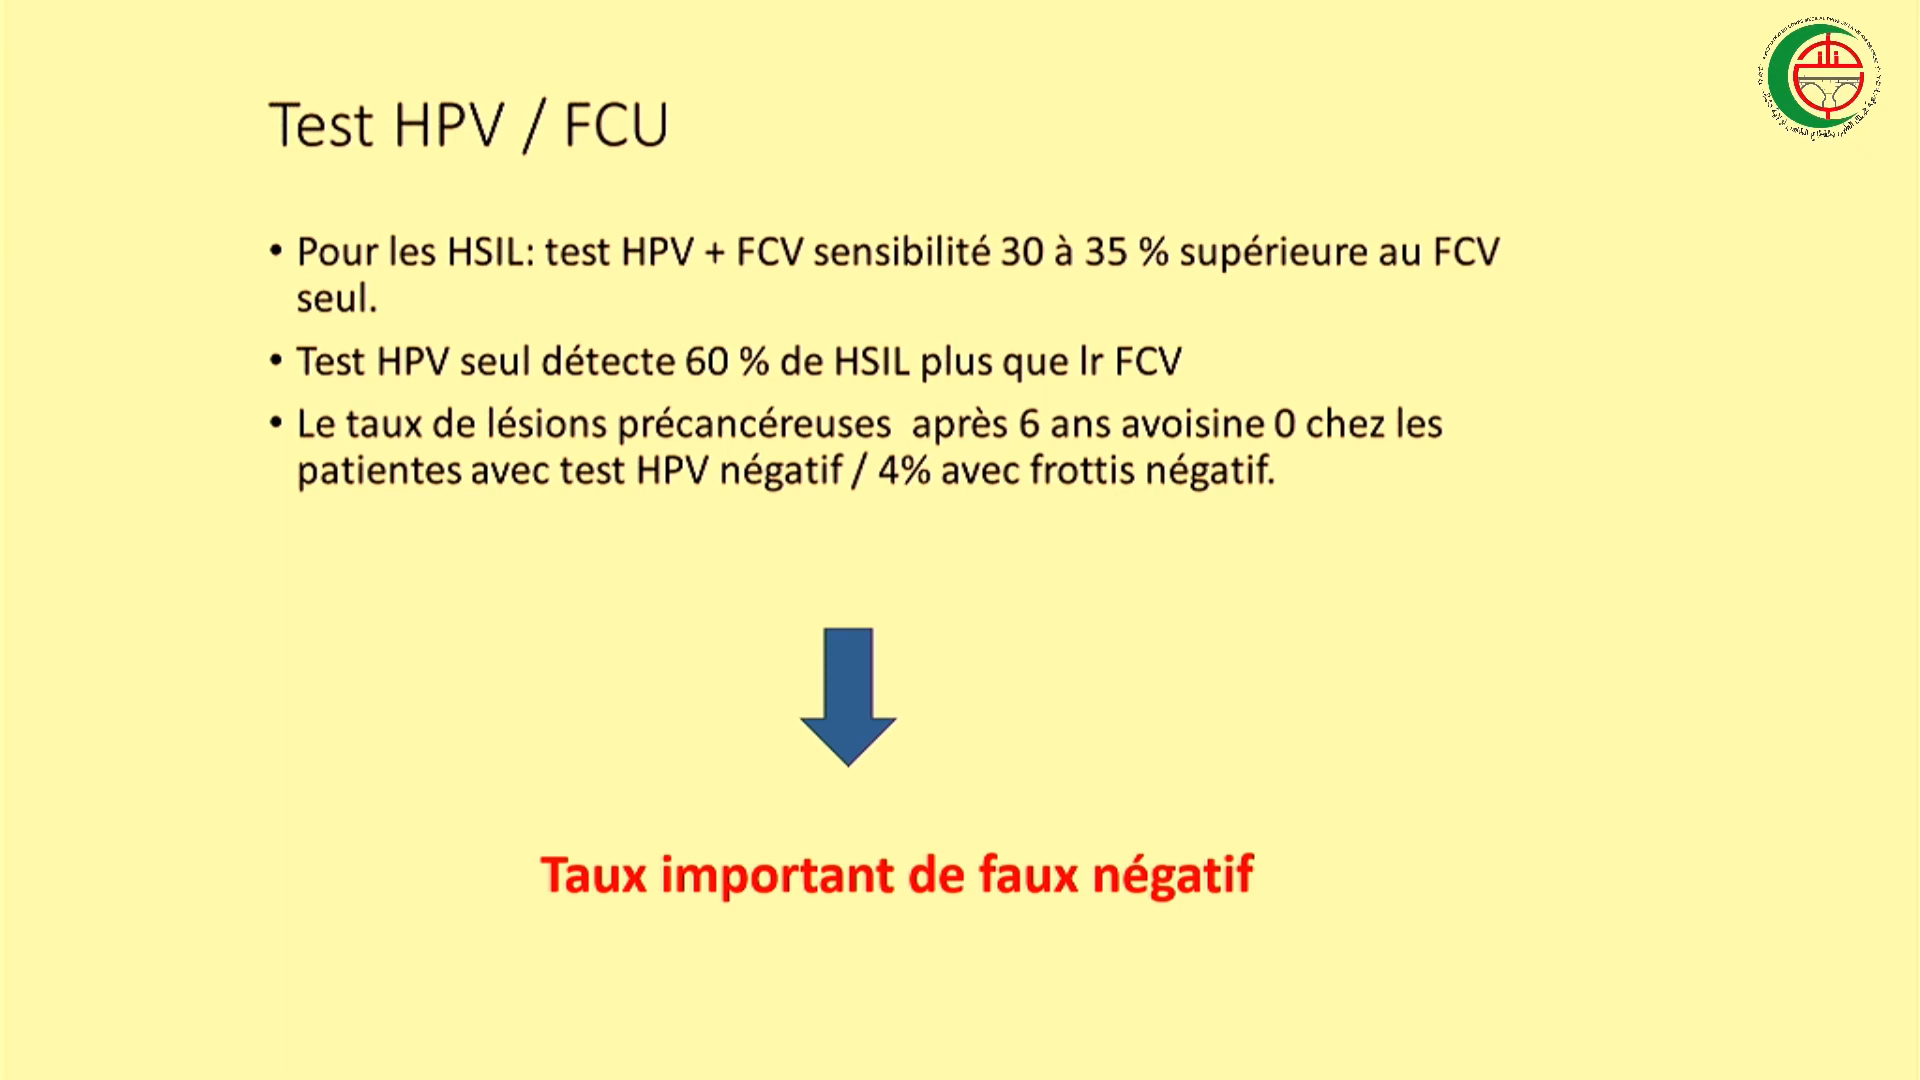 Test HPV / FCU
• Pour les HSIL: test HPV + FCV sensibilité 30 à 35 % supérieure au FCV
seul.
• Test HPV seul détecte 60 % de HSIL plus que lr FCV
• Le taux de lésions précancéreuses après 6 ans avoisine 0 chez les
patientes avec test HPV négatif / 4% avec frottis négatif.
Taux important de faux négatif